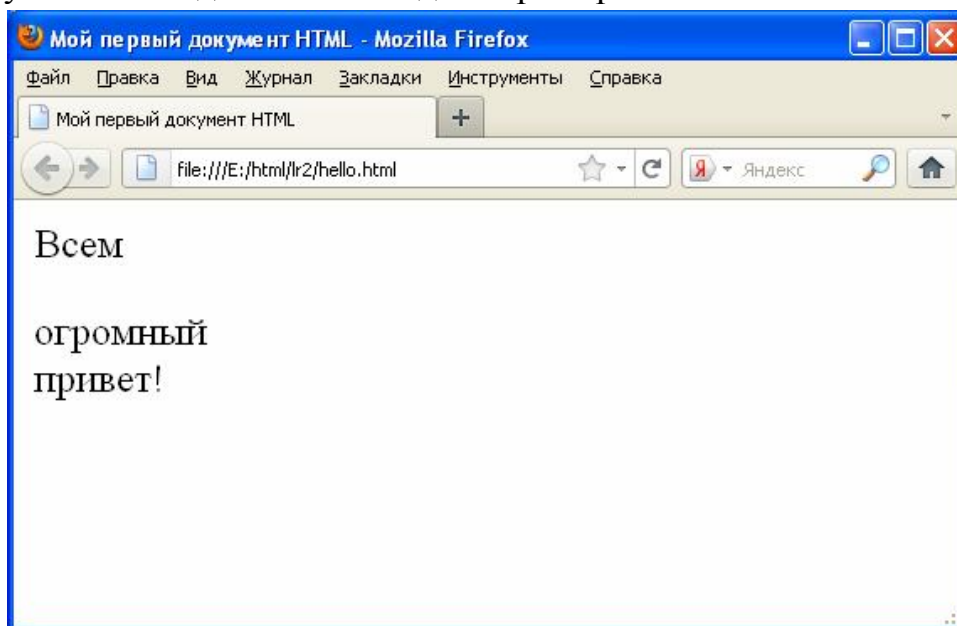 Мой первый документ HTML - Mozilla Firefox
Файл Правка Вид Журнал Закладки Инструменты Справка
Мой первый документ HTML
file:///E:/html/lr2/hello.html
Я Яндекс
Всем
огромный
привет!